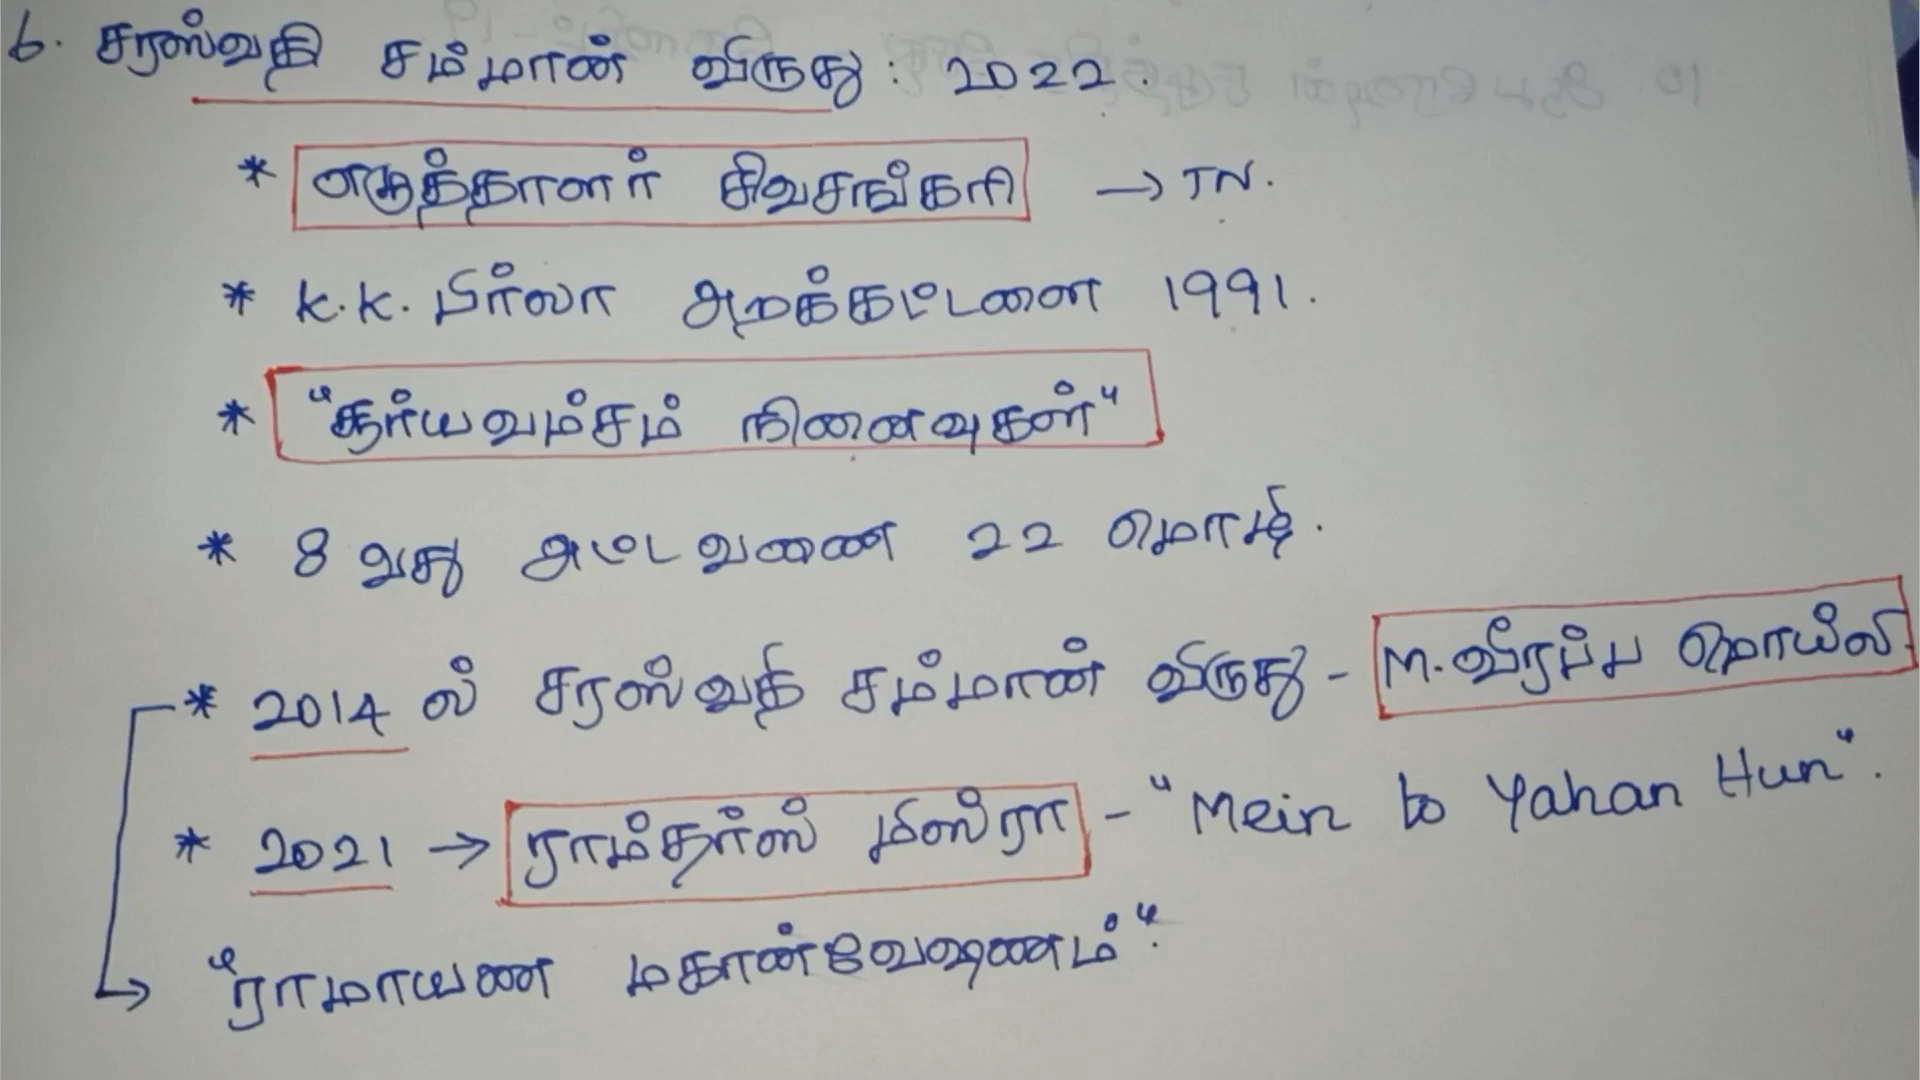 6. சரஸ்வதி சம்மான் விருது : 2022.
* எழுத்தாளர் சிவசங்கரி → TN.
* K.K. பிர்லா அறக்கட்டளை 1991.
* "சூர்யவம்சம் நினைவுகள்"
* 8 வது அட்டவணை 22 மொழி.
* 2014 ல் சரஸ்வதி சம்மான் விருது - M. வீரப்ப மொய்லி
* 2021 → ராம்தர்ஸ் மிஸ்ரா - "Mein to Yahan Hun".
→ "ராமாயண மகான்வேஷணம்".